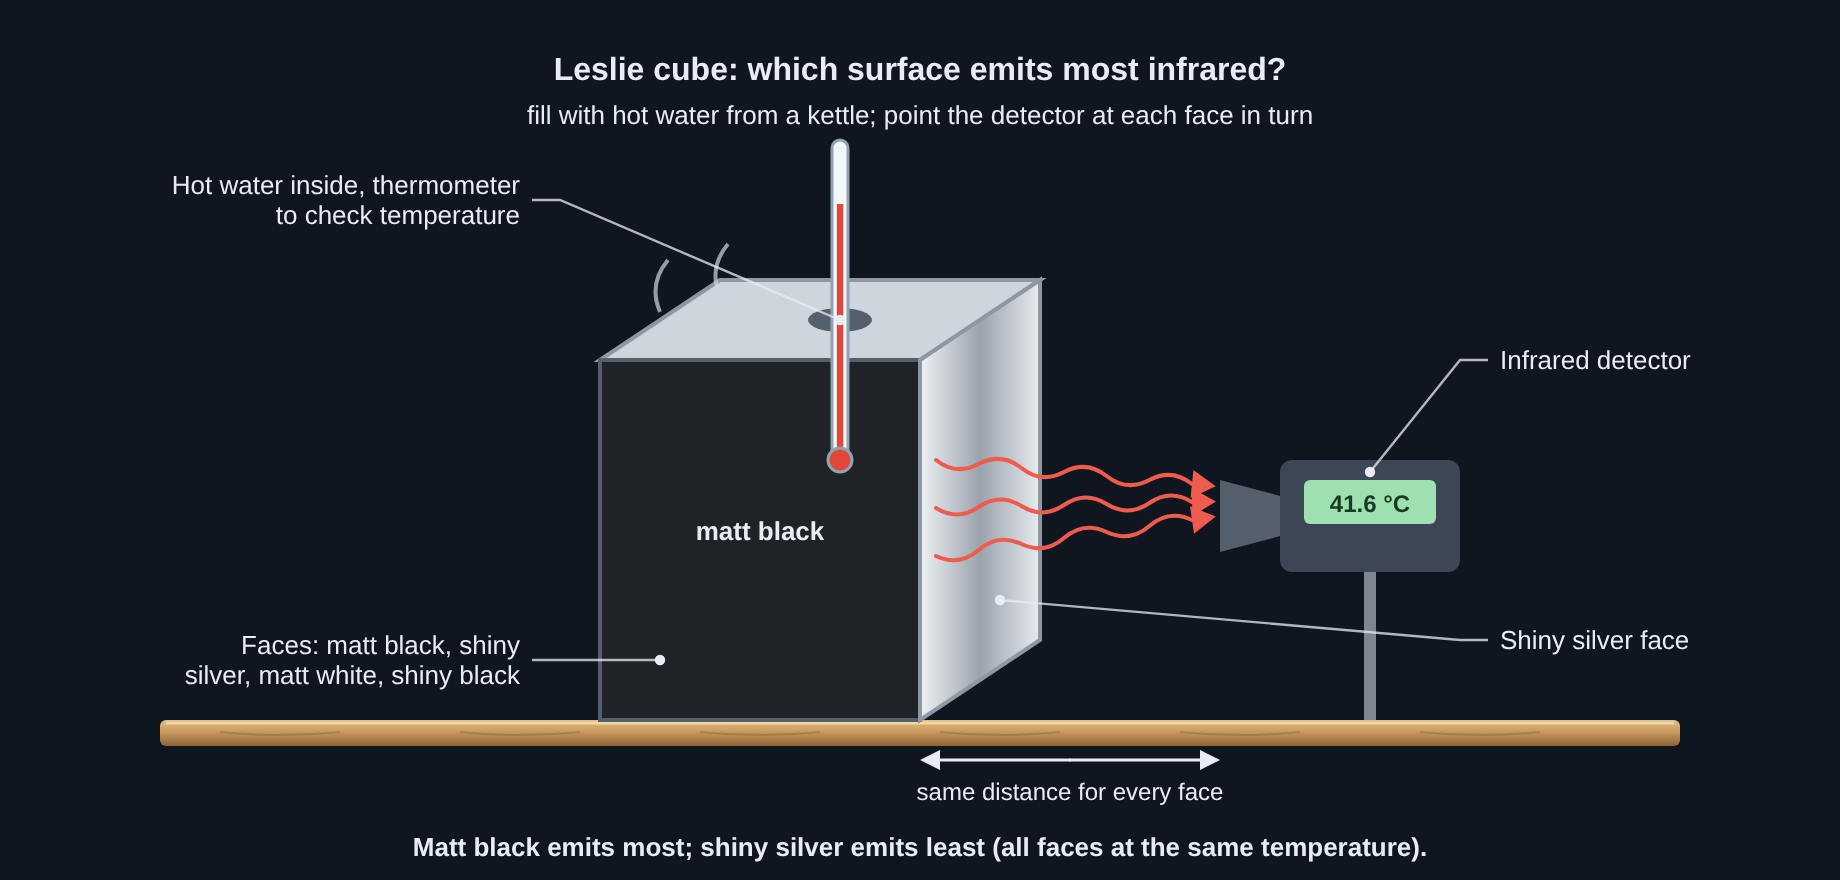 Leslie cube: which surface emits most infrared?
fill with hot water from a kettle; point the detector at each face in turn
Hot water inside, thermometer
to check temperature
Infrared detector
41.6 °C
matt black
Faces: matt black, shiny
silver, matt white, shiny black
Shiny silver face
same distance for every face
Matt black emits most; shiny silver emits least (all faces at the same temperature).